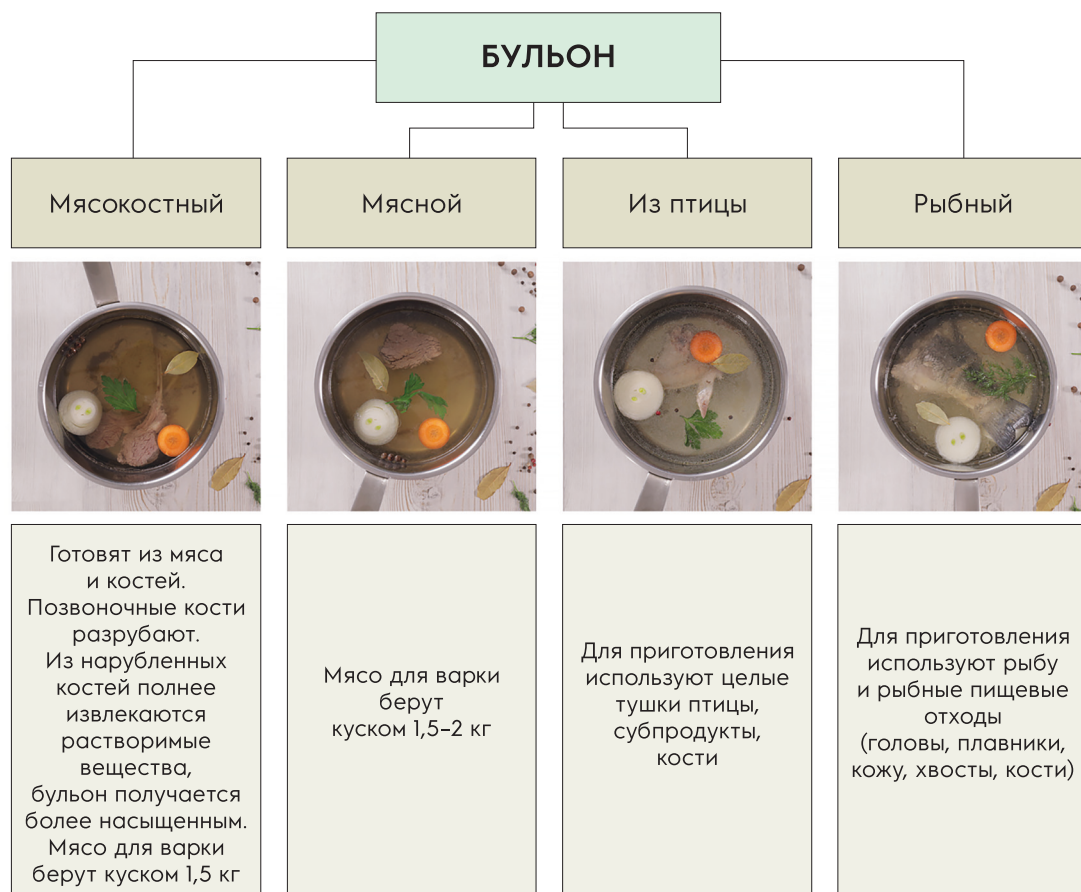 БУЛЬОН
Мясокостный
Мясной
Из птицы
Рыбный
Готовят из мяса
и костей.
Позвоночные кости
разрубают.
Из нарубленных
костей полнее
извлекаются
растворимые
вещества,
бульон получается
более насыщенным.
Мясо для варки
берут куском 1,5 кг
Мясо для варки
берут
куском 1,5–2 кг
Для приготовления
используют целые
тушки птицы,
субпродукты,
кости
Для приготовления
используют рыбу
и рыбные пищевые
отходы
(головы, плавники,
кожу, хвосты, кости)